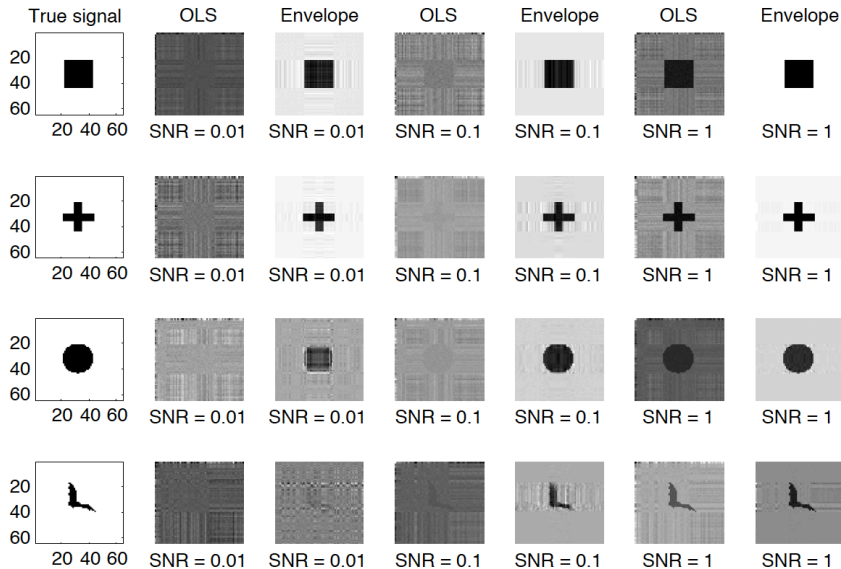 True signal OLS Envelope OLS Envelope OLS Envelope
20
40
60
20 40 60 SNR = 0.01 SNR = 0.01 SNR = 0.1 SNR = 0.1 SNR = 1 SNR = 1
20
40
60
20 40 60 SNR = 0.01 SNR = 0.01 SNR = 0.1 SNR = 0.1 SNR = 1 SNR = 1
20
40
60
20 40 60 SNR = 0.01 SNR = 0.01 SNR = 0.1 SNR = 0.1 SNR = 1 SNR = 1
20
40
60
20 40 60 SNR = 0.01 SNR = 0.01 SNR = 0.1 SNR = 0.1 SNR = 1 SNR = 1